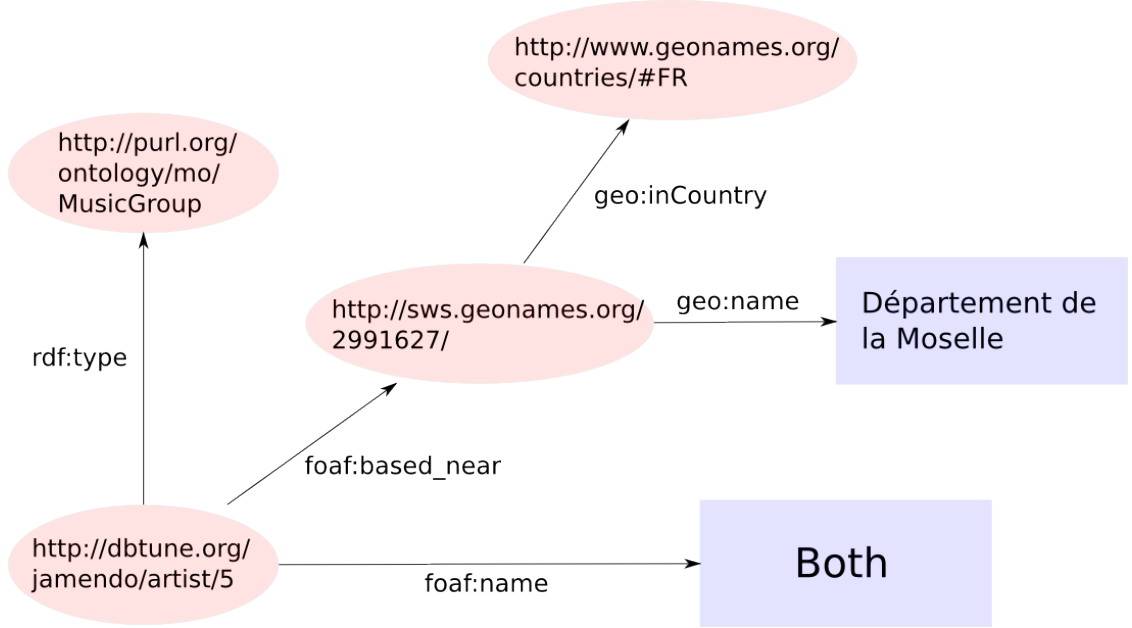 http://www.geonames.org/
countries/#FR
http://purl.org/
ontology/mo/
MusicGroup
geo:inCountry
http://sws.geonames.org/
2991627/
geo:name
Département de
la Moselle
rdf:type
foaf:based_near
http://dbtune.org/
jamendo/artist/5
foaf:name
Both